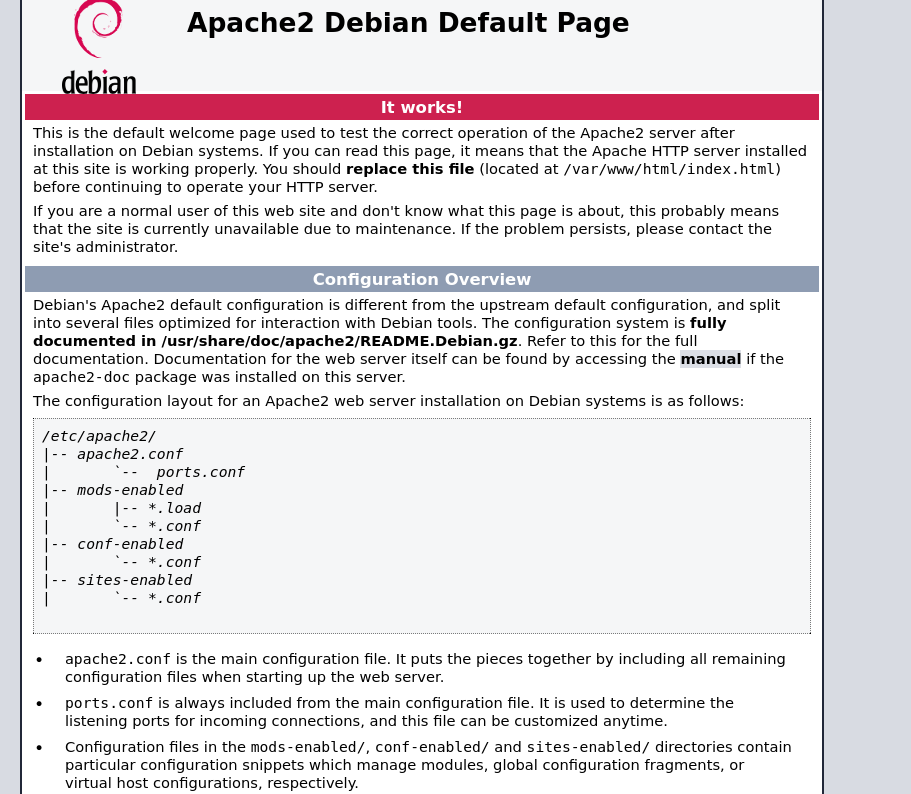 Apache2 Debian Default Page
debian
It works!
This is the default welcome page used to test the correct operation of the Apache2 server after
installation on Debian systems. If you can read this page, it means that the Apache HTTP server installed
at this site is working properly. You should replace this file (located at /var/www/html/index.html)
before continuing to operate your HTTP server.
If you are a normal user of this web site and don't know what this page is about, this probably means
that the site is currently unavailable due to maintenance. If the problem persists, please contact the
site's administrator.
Configuration Overview
Debian's Apache2 default configuration is different from the upstream default configuration, and split
into several files optimized for interaction with Debian tools. The configuration system is fully
documented in /usr/share/doc/apache2/README.Debian.gz. Refer to this for the full
documentation. Documentation for the web server itself can be found by accessing the manual if the
apache2-doc package was installed on this server.
The configuration layout for an Apache2 web server installation on Debian systems is as follows:
/etc/apache2/
|-- apache2.conf
|       `--  ports.conf
|-- mods-enabled
|       |-- *.load
|       `-- *.conf
|-- conf-enabled
|       `-- *.conf
|-- sites-enabled
|       `-- *.conf
• apache2.conf is the main configuration file. It puts the pieces together by including all remaining
configuration files when starting up the web server.
• ports.conf is always included from the main configuration file. It is used to determine the
listening ports for incoming connections, and this file can be customized anytime.
• Configuration files in the mods-enabled/, conf-enabled/ and sites-enabled/ directories contain
particular configuration snippets which manage modules, global configuration fragments, or
virtual host configurations, respectively.